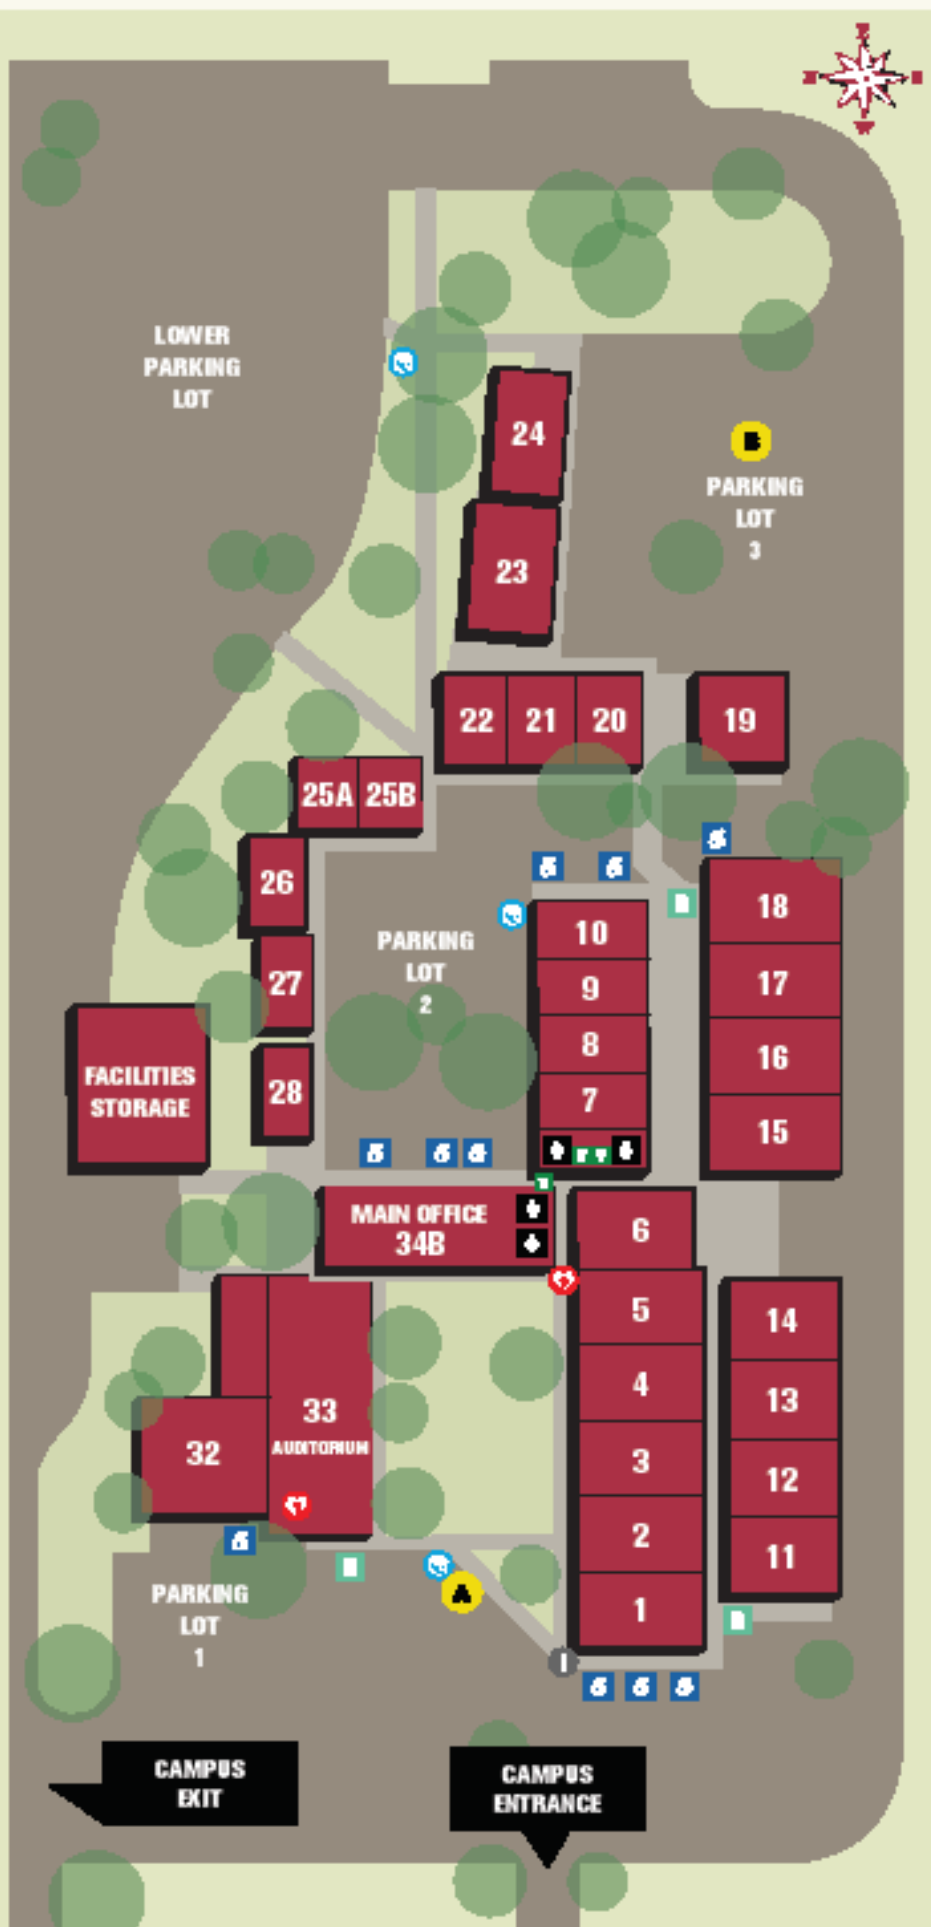 LOWER
PARKING
LOT
24
B
PARKING
LOT
3
23
22 21 20 19
25A 25B
26
18
10
PARKING
LOT
2
27
9
17
8
16
FACILITIES
STORAGE
28
7
15
MAIN OFFICE
34B
6
5
14
4
13
33
AUDITORIUM
32
3
12
2
11
A
PARKING
LOT
1
1
I
CAMPUS
EXIT
CAMPUS
ENTRANCE